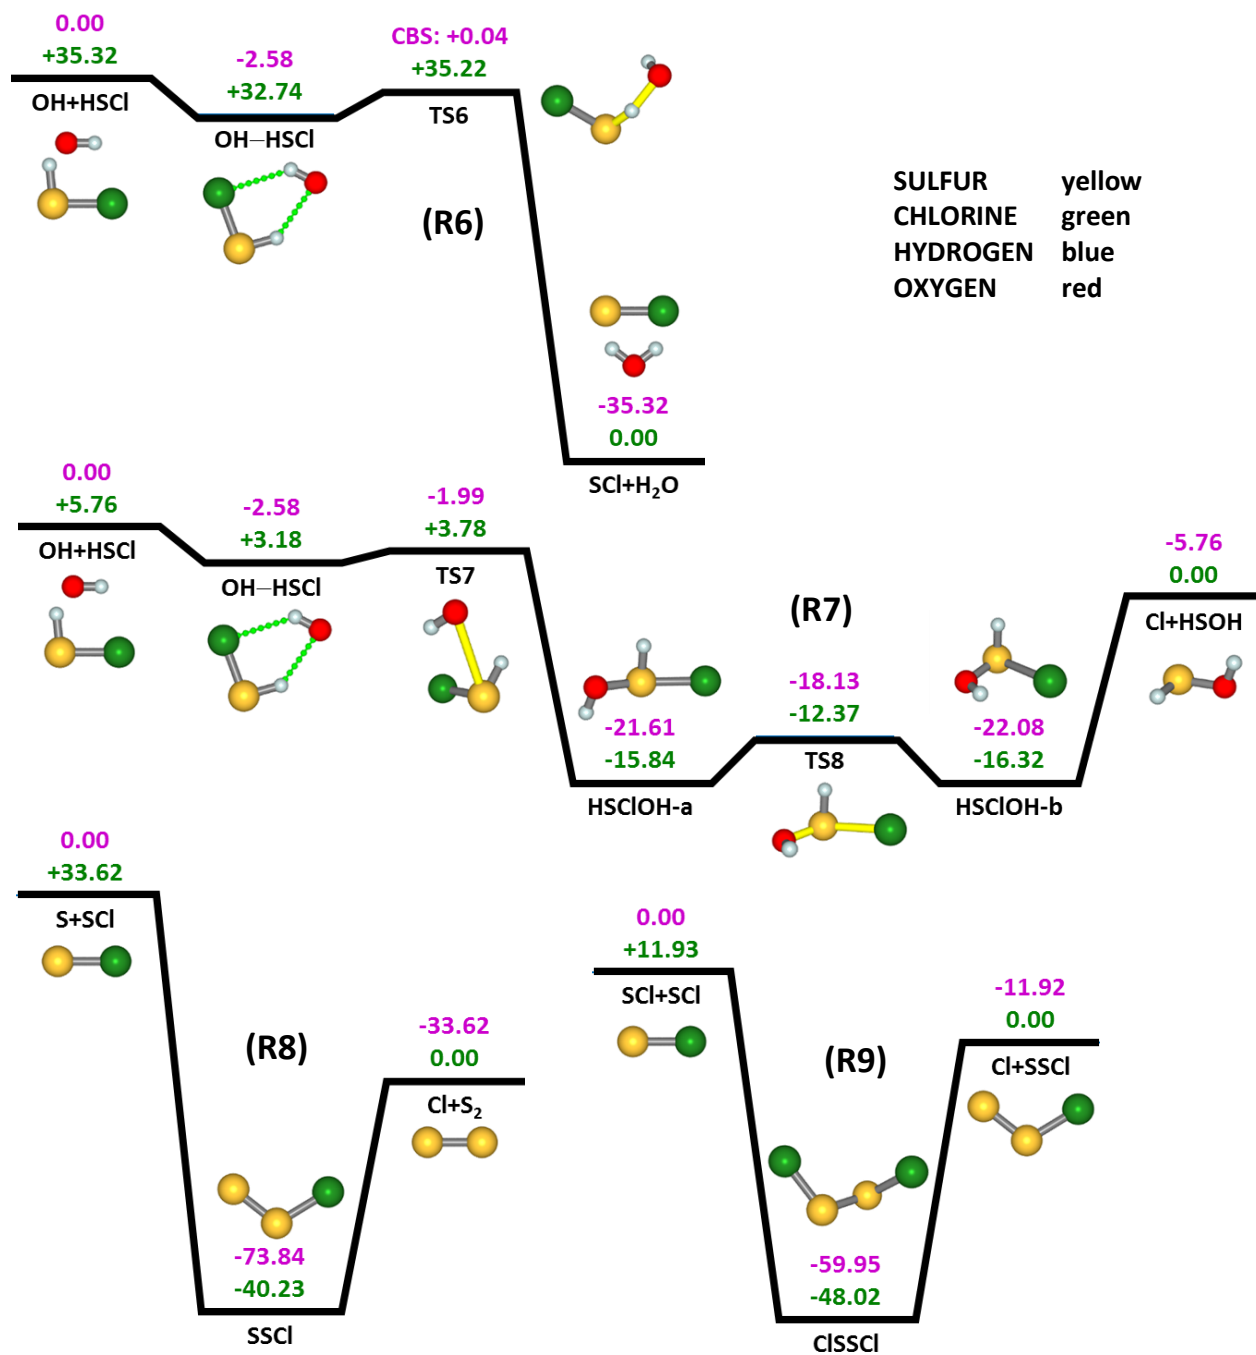 0.00
+35.32
OH+HSCl
-2.58
+32.74
OH—HSCl
CBS: +0.04
+35.22
TS6
(R6)
SULFUR yellow
CHLORINE green
HYDROGEN blue
OXYGEN red
-35.32
0.00
SCl+H₂O
0.00
+5.76
OH+HSCl
-2.58
+3.18
OH—HSCl
-1.99
+3.78
TS7
(R7)
-21.61
-15.84
HSClOH-a
-18.13
-12.37
TS8
-22.08
-16.32
HSClOH-b
-5.76
0.00
Cl+HSOH
0.00
+33.62
S+SCl
(R8)
-73.84
-40.23
SSCl
-33.62
0.00
Cl+S₂
0.00
+11.93
SCl+SCl
(R9)
-59.95
-48.02
ClSSCl
-11.92
0.00
Cl+SSCl